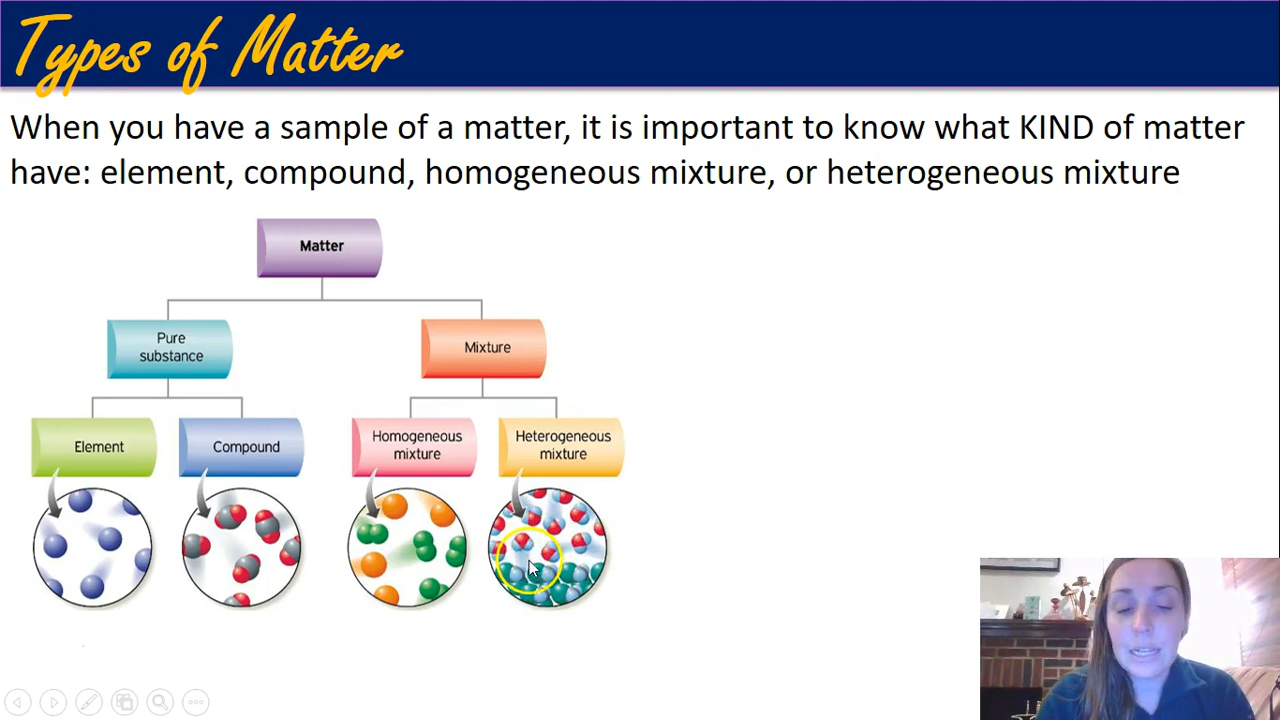 Types of Matter
When you have a sample of a matter, it is important to know what KIND of matter
have: element, compound, homogeneous mixture, or heterogeneous mixture
Matter
Pure
substance
Mixture
Element
Compound
Homogeneous
mixture
Heterogeneous
mixture